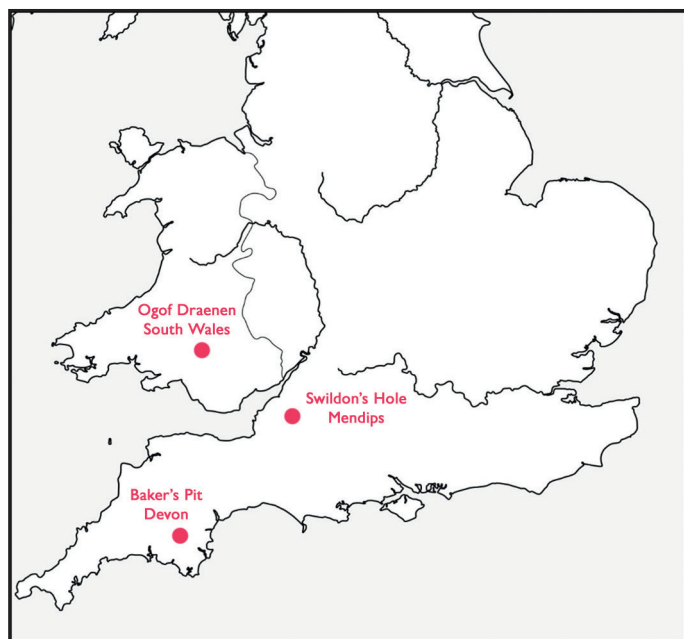 Ogof Draenen
South Wales
Swildon's Hole
Mendips
Baker's Pit
Devon